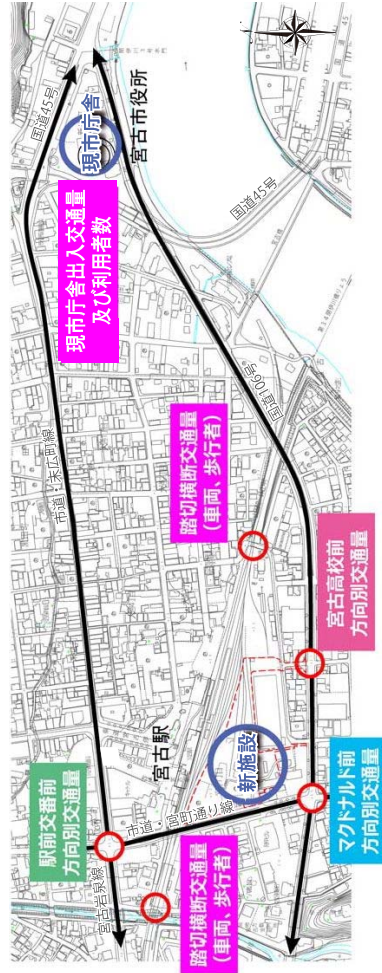 国道45号
現市庁舎
宮古市役所
現市庁舎出入交通量
及び利用者数
国道45号
市道・末広町線
国道106号
踏切横断交通量
(車両、歩行者)
宮古高校前
方向別交通量
宮古駅
新施設
駅前交番前
方向別交通量
市道・宮町通り線
マクドナルド前
方向別交通量
宮古岩泉線
踏切横断交通量
(車両、歩行者)